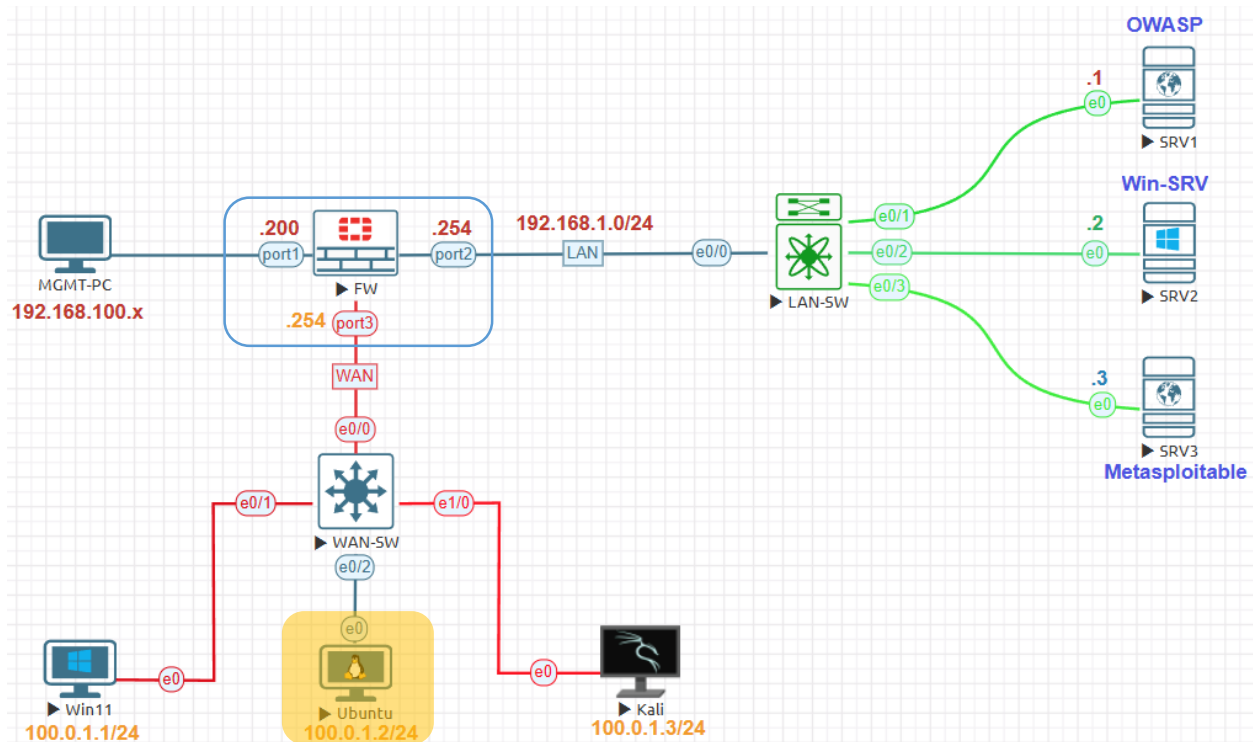 OWASP
.1
e0
SRV1
Win-SRV
.2
e0
SRV2
.3
e0
SRV3
Metasploitable
MGMT-PC
192.168.100.x
.200
port1
FW
.254
port2
192.168.1.0/24
LAN
e0/0
e0/1
e0/2
e0/3
LAN-SW
.254
port3
WAN
e0/0
e0/1
e1/0
WAN-SW
e0/2
e0
Win11
100.0.1.1/24
e0
Ubuntu
100.0.1.2/24
e0
Kali
100.0.1.3/24